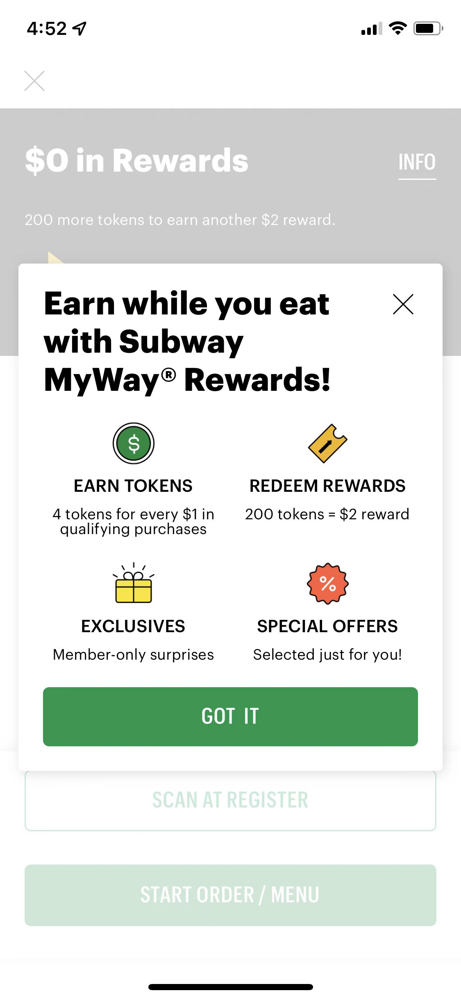 4:52
$0 in Rewards
INFO
200 more tokens to earn another $2 reward.
Earn while you eat
with Subway
MyWay® Rewards!
$
EARN TOKENS
4 tokens for every $1 in
qualifying purchases
REDEEM REWARDS
200 tokens = $2 reward
EXCLUSIVES
Member-only surprises
%
SPECIAL OFFERS
Selected just for you!
GOT IT
SCAN AT REGISTER
START ORDER / MENU